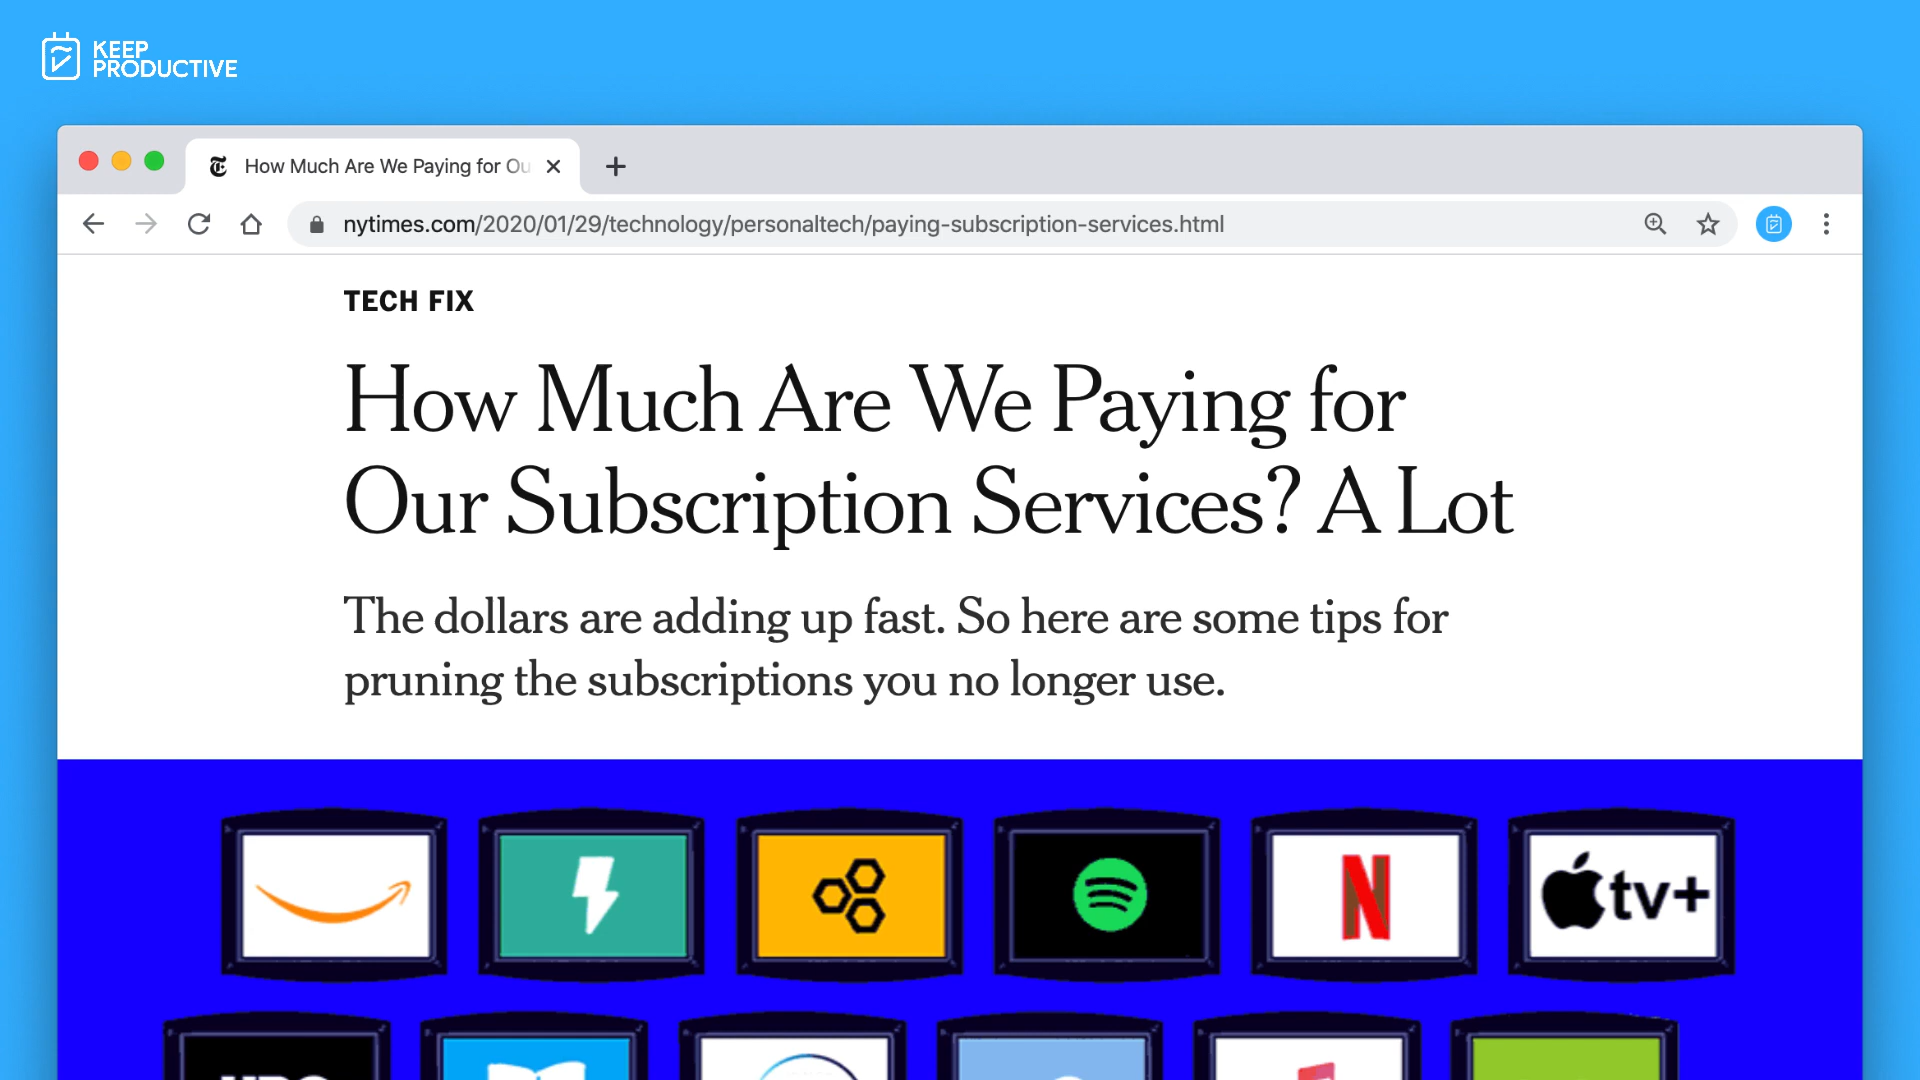 KEEP
PRODUCTIVE
How Much Are We Paying for Ou
nytimes.com/2020/01/29/technology/personaltech/paying-subscription-services.html
TECH FIX
How Much Are We Paying for
Our Subscription Services? A Lot
The dollars are adding up fast. So here are some tips for
pruning the subscriptions you no longer use.
N
tv+
HBO